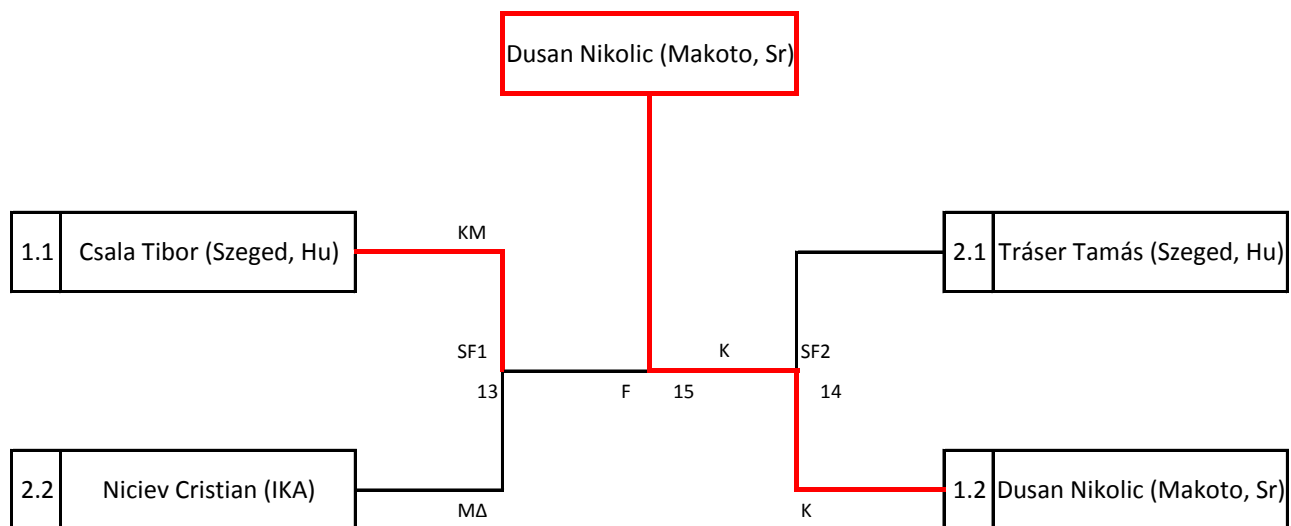 Dusan Nikolic (Makoto, Sr)
KM
1.1 Csala Tibor (Szeged, Hu)
2.1 Tráser Tamás (Szeged, Hu)
SF1
K
SF2
13
F
15
14
2.2 Niciev Cristian (IKA)
1.2 Dusan Nikolic (Makoto, Sr)
MΔ
K